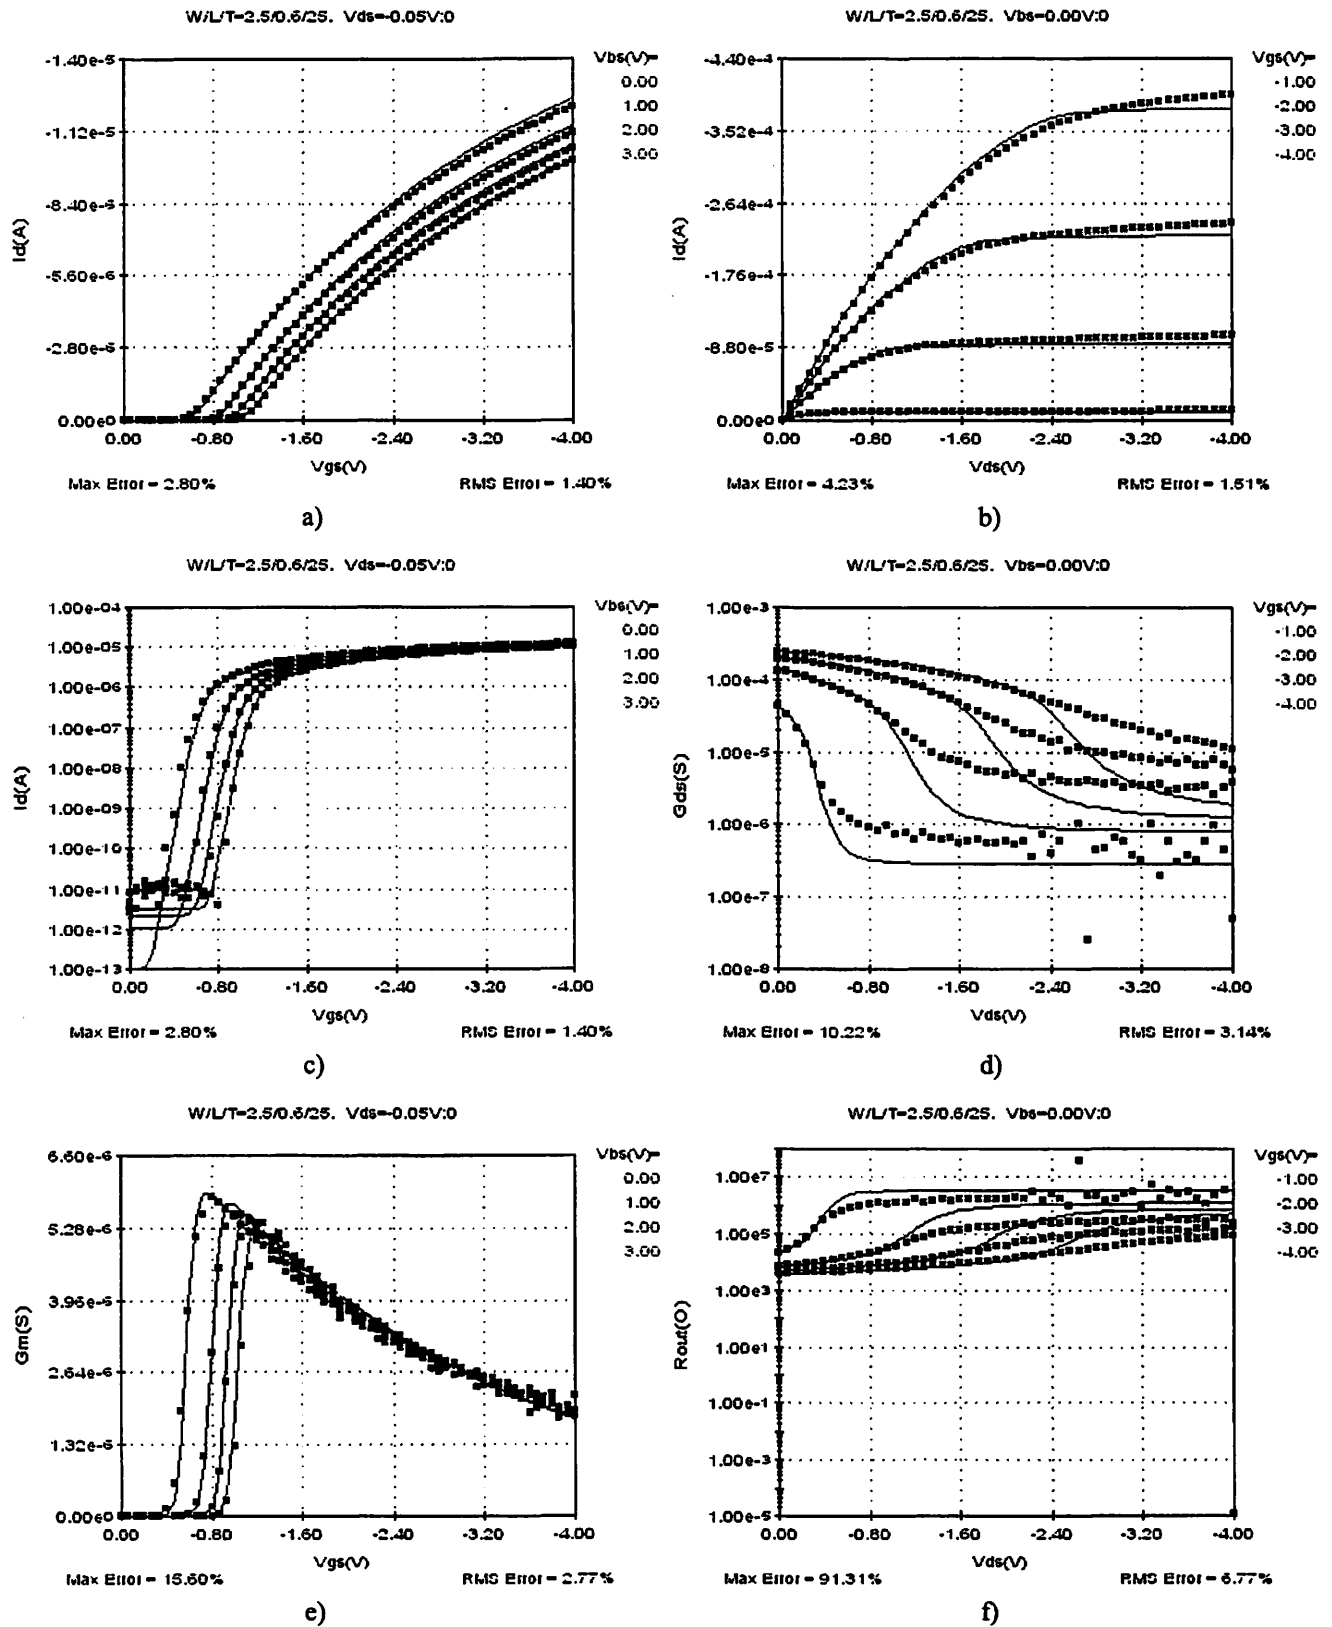 W/L/T=2.5/0.6/25. Vds=-0.05V:0
-1.40e-5
-1.12e-5
-8.40e-6
-5.60e-6
-2.80e-6
0.00e0
Id(A)
0.00 -0.80 -1.60 -2.40 -3.20 -4.00
Vgs(V)
Vbs(V)=
0.00
1.00
2.00
3.00
Max Error = 2.80% RMS Error = 1.40%
a)
W/L/T=2.5/0.6/25. Vbs=0.00V:0
-4.40e-4
-3.52e-4
-2.64e-4
-1.76e-4
-8.80e-5
0.00e0
Id(A)
0.00 -0.80 -1.60 -2.40 -3.20 -4.00
Vds(V)
Vgs(V)=
-1.00
-2.00
-3.00
-4.00
Max Error = 4.23% RMS Error = 1.51%
b)
W/L/T=2.5/0.6/25. Vds=-0.05V:0
1.00e-04
1.00e-05
1.00e-06
1.00e-07
1.00e-08
1.00e-09
1.00e-10
1.00e-11
1.00e-12
1.00e-13
Id(A)
0.00 -0.80 -1.60 -2.40 -3.20 -4.00
Vgs(V)
Vbs(V)=
0.00
1.00
2.00
3.00
Max Error = 2.80% RMS Error = 1.40%
c)
W/L/T=2.5/0.6/25. Vbs=0.00V:0
1.00e-3
1.00e-4
1.00e-5
1.00e-6
1.00e-7
1.00e-8
Gds(S)
0.00 -0.80 -1.60 -2.40 -3.20 -4.00
Vds(V)
Vgs(V)=
-1.00
-2.00
-3.00
-4.00
Max Error = 10.22% RMS Error = 3.14%
d)
W/L/T=2.5/0.6/25. Vds=-0.05V:0
6.60e-6
5.28e-6
3.96e-6
2.64e-6
1.32e-6
0.00e0
Gm(S)
0.00 -0.80 -1.60 -2.40 -3.20 -4.00
Vgs(V)
Vbs(V)=
0.00
1.00
2.00
3.00
Max Error = 15.60% RMS Error = 2.77%
e)
W/L/T=2.5/0.6/25. Vbs=0.00V:0
1.00e7
1.00e5
1.00e3
1.00e1
1.00e-1
1.00e-3
1.00e-5
Rout(O)
0.00 -0.80 -1.60 -2.40 -3.20 -4.00
Vds(V)
Vgs(V)=
-1.00
-2.00
-3.00
-4.00
Max Error = 91.31% RMS Error = 6.77%
f)